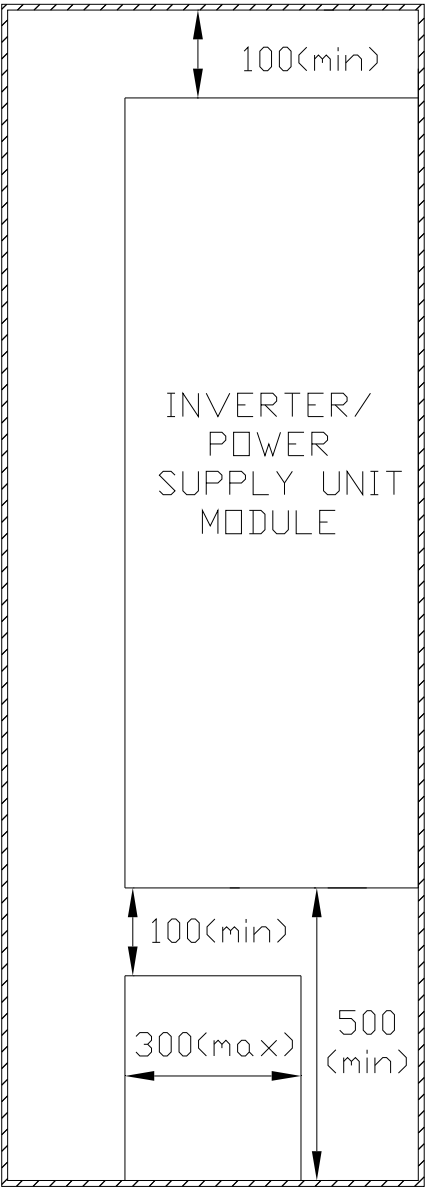 100(min)
INVERTER/
POWER
SUPPLY UNIT
MODULE
100(min)
300(max)
500
(min)